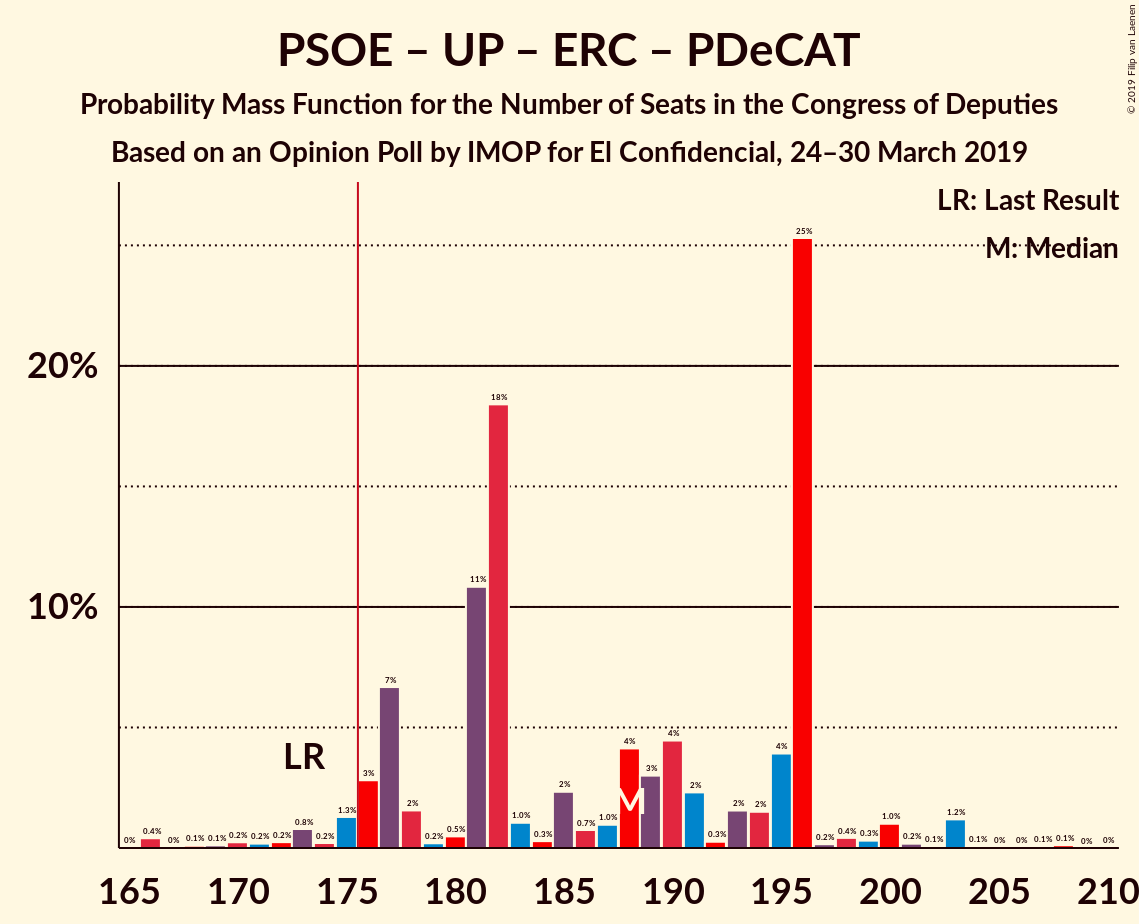 PSOE – UP – ERC – PDeCAT
Probability Mass Function for the Number of Seats in the Congress of Deputies
Based on an Opinion Poll by IMOP for El Confidencial, 24–30 March 2019
© 2019 Filip van Laenen
LR: Last Result
M: Median
20%
10%
LR
M
0% 0.4% 0% 0.1% 0.1% 0.2% 0.2% 0.2% 0.8% 0.2% 1.3% 3% 7% 2% 0.2% 0.5% 11% 18% 1.0% 0.3% 2% 0.7% 1.0% 4% 3% 4% 2% 0.3% 2% 2% 4% 25% 0.2% 0.4% 0.3% 1.0% 0.2% 0.1% 1.2% 0.1% 0% 0% 0.1% 0.1% 0% 0%
165 170 175 180 185 190 195 200 205 210